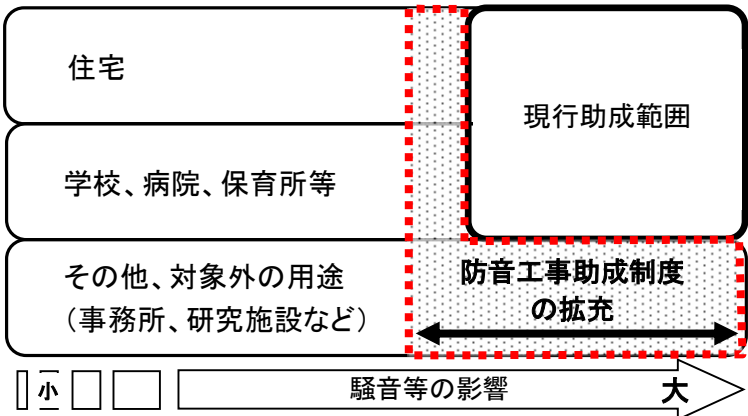 住宅
現行助成範囲
学校、病院、保育所等
その他、対象外の用途
（事務所、研究施設など）
防音工事助成制度
の拡充
小
騒音等の影響
大